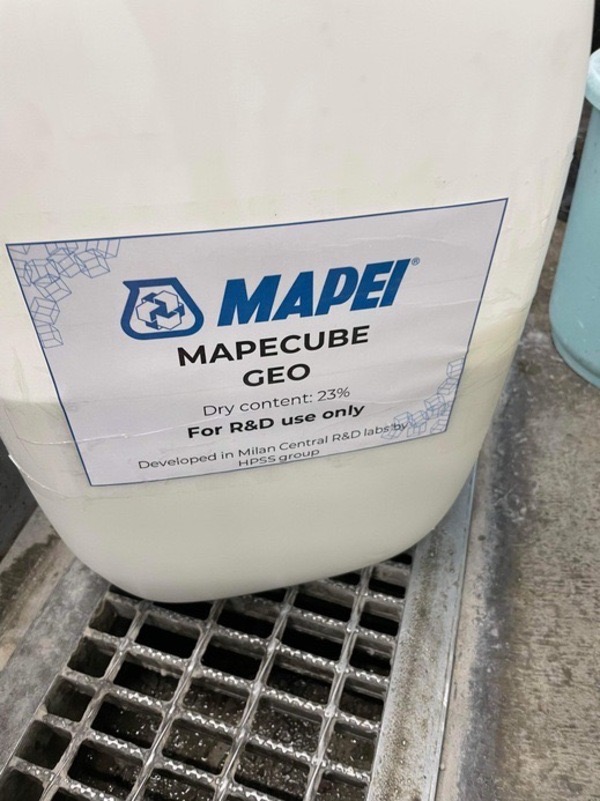 MAPEI®
MAPECUBE
GEO
Dry content: 23%
For R&D use only
Developed in Milan Central R&D labs by
HPSS group